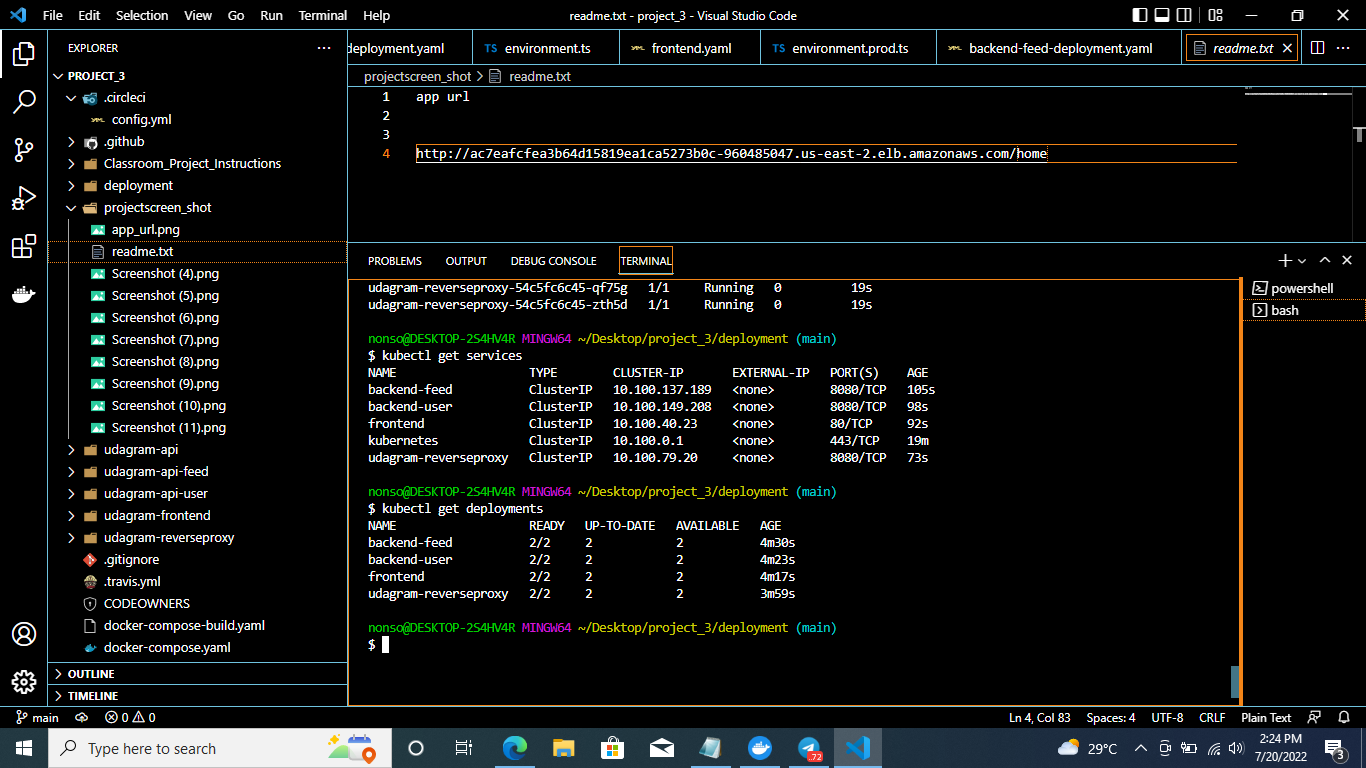 File Edit Selection View Go Run Terminal Help readme.txt - project_3 - Visual Studio Code
EXPLORER
deployment.yaml TS environment.ts frontend.yaml TS environment.prod.ts backend-feed-deployment.yaml readme.txt
PROJECT_3
.circleci
config.yml
.github
Classroom_Project_Instructions
deployment
projectscreen_shot
app_url.png
readme.txt
Screenshot (4).png
Screenshot (5).png
Screenshot (6).png
Screenshot (7).png
Screenshot (8).png
Screenshot (9).png
Screenshot (10).png
Screenshot (11).png
udagram-api
udagram-api-feed
udagram-api-user
udagram-frontend
udagram-reverseproxy
.gitignore
.travis.yml
CODEOWNERS
docker-compose-build.yaml
docker-compose.yaml
OUTLINE
TIMELINE
projectscreen_shot > readme.txt
1 app url
2
3
4 http://ac7eafcfea3b64d15819ea1ca5273b0c-960485047.us-east-2.elb.amazonaws.com/home
PROBLEMS OUTPUT DEBUG CONSOLE TERMINAL
udagram-reverseproxy-54c5fc6c45-qf75g 1/1 Running 0 19s
udagram-reverseproxy-54c5fc6c45-zth5d 1/1 Running 0 19s
nonso@DESKTOP-2S4HV4R MINGW64 ~/Desktop/project_3/deployment (main)
$ kubectl get services
NAME TYPE CLUSTER-IP EXTERNAL-IP PORT(S) AGE
backend-feed ClusterIP 10.100.137.189 <none> 8080/TCP 105s
backend-user ClusterIP 10.100.149.208 <none> 8080/TCP 98s
frontend ClusterIP 10.100.40.23 <none> 80/TCP 92s
kubernetes ClusterIP 10.100.0.1 <none> 443/TCP 19m
udagram-reverseproxy ClusterIP 10.100.79.20 <none> 8080/TCP 73s
nonso@DESKTOP-2S4HV4R MINGW64 ~/Desktop/project_3/deployment (main)
$ kubectl get deployments
NAME READY UP-TO-DATE AVAILABLE AGE
backend-feed 2/2 2 2 4m30s
backend-user 2/2 2 2 4m23s
frontend 2/2 2 2 4m17s
udagram-reverseproxy 2/2 2 2 3m59s
nonso@DESKTOP-2S4HV4R MINGW64 ~/Desktop/project_3/deployment (main)
$
powershell
bash
main 0 0 Ln 4, Col 83 Spaces: 4 UTF-8 CRLF Plain Text
Type here to search 72 29°C 2:24 PM
7/20/2022 3